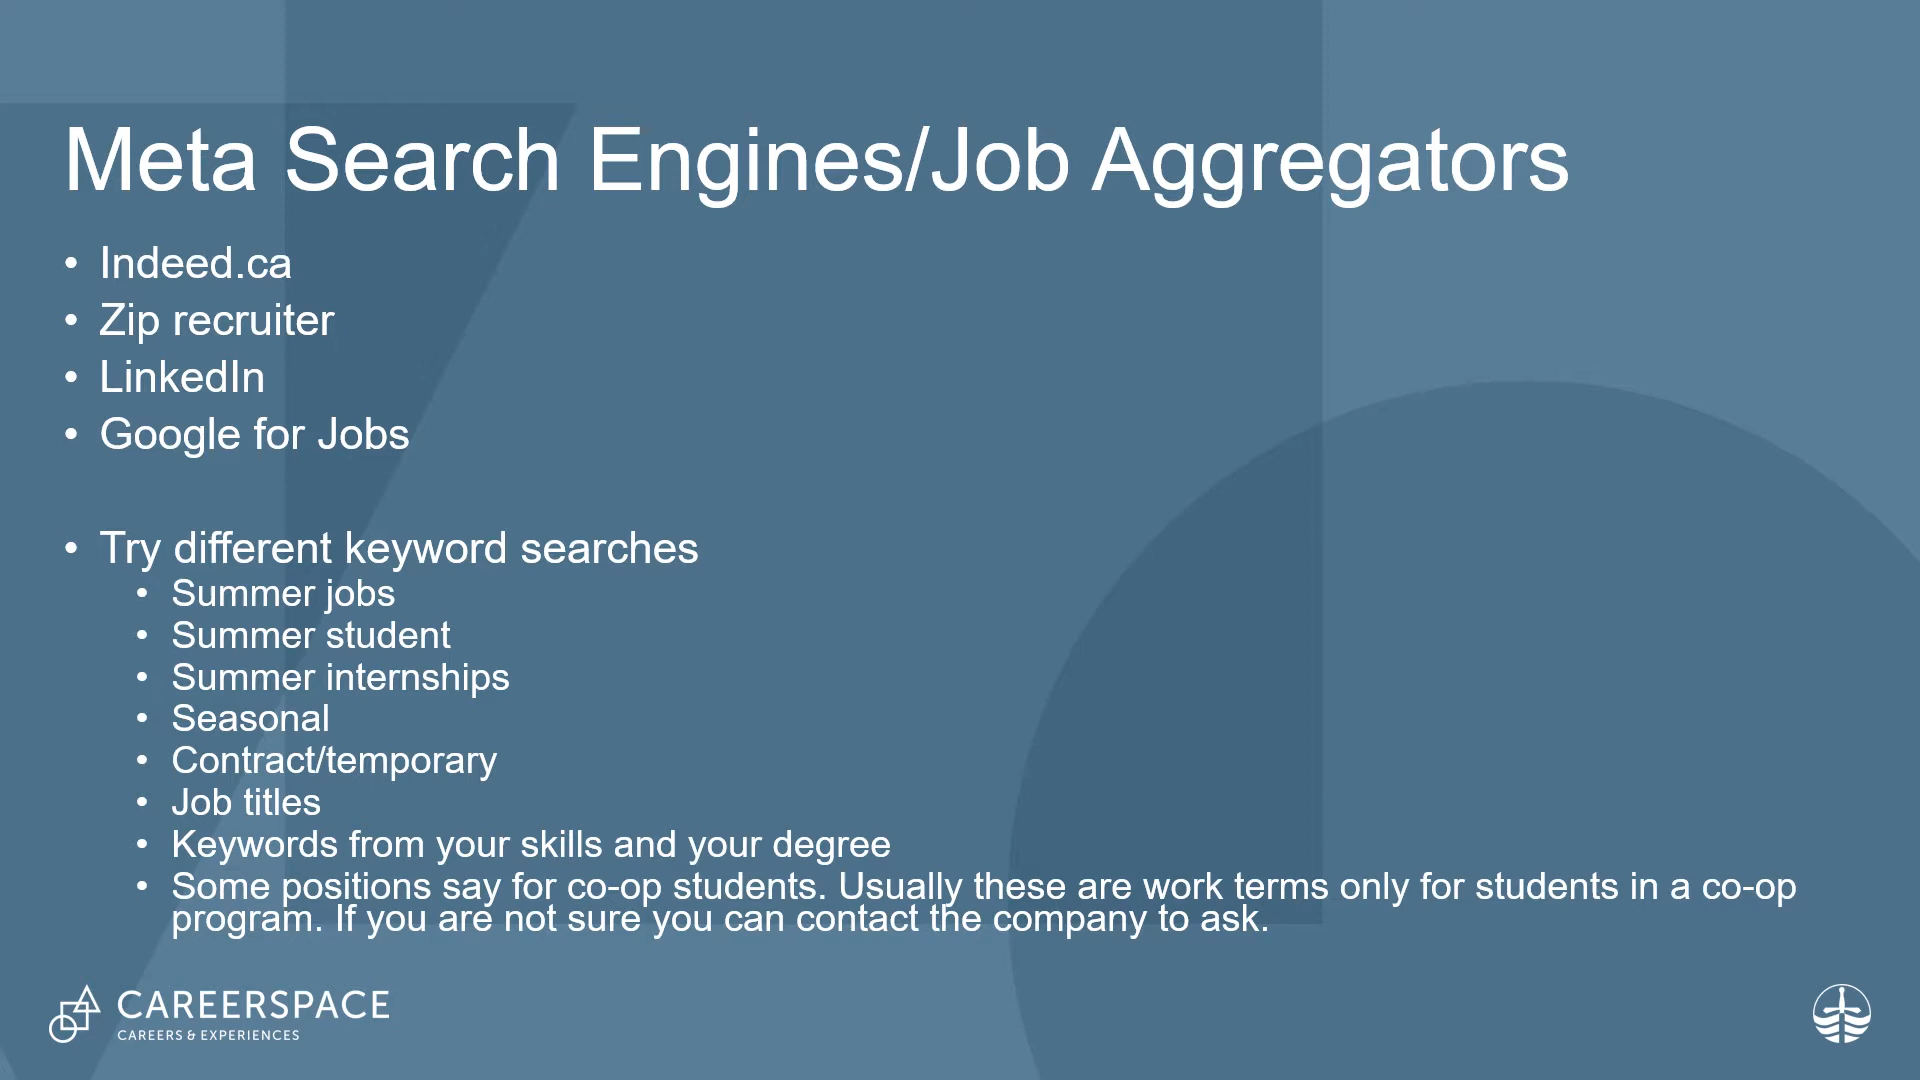 Meta Search Engines/Job Aggregators
• Indeed.ca
• Zip recruiter
• LinkedIn
• Google for Jobs
• Try different keyword searches
• Summer jobs
• Summer student
• Summer internships
• Seasonal
• Contract/temporary
• Job titles
• Keywords from your skills and your degree
• Some positions say for co-op students. Usually these are work terms only for students in a co-op
program. If you are not sure you can contact the company to ask.
CAREERSPACE
CAREERS & EXPERIENCES